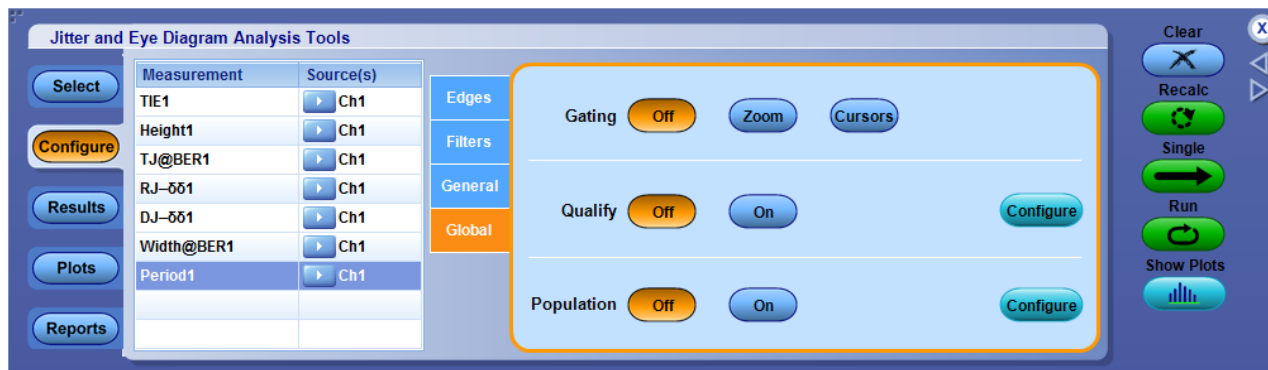 Jitter and Eye Diagram Analysis Tools
Select
Configure
Results
Plots
Reports
Measurement Source(s)
TIE1 Ch1
Height1 Ch1
TJ@BER1 Ch1
RJ–δδ1 Ch1
DJ–δδ1 Ch1
Width@BER1 Ch1
Period1 Ch1
Edges
Filters
General
Global
Gating Off Zoom Cursors
Qualify Off On Configure
Population Off On Configure
Clear
X
Recalc
Single
Run
Show Plots